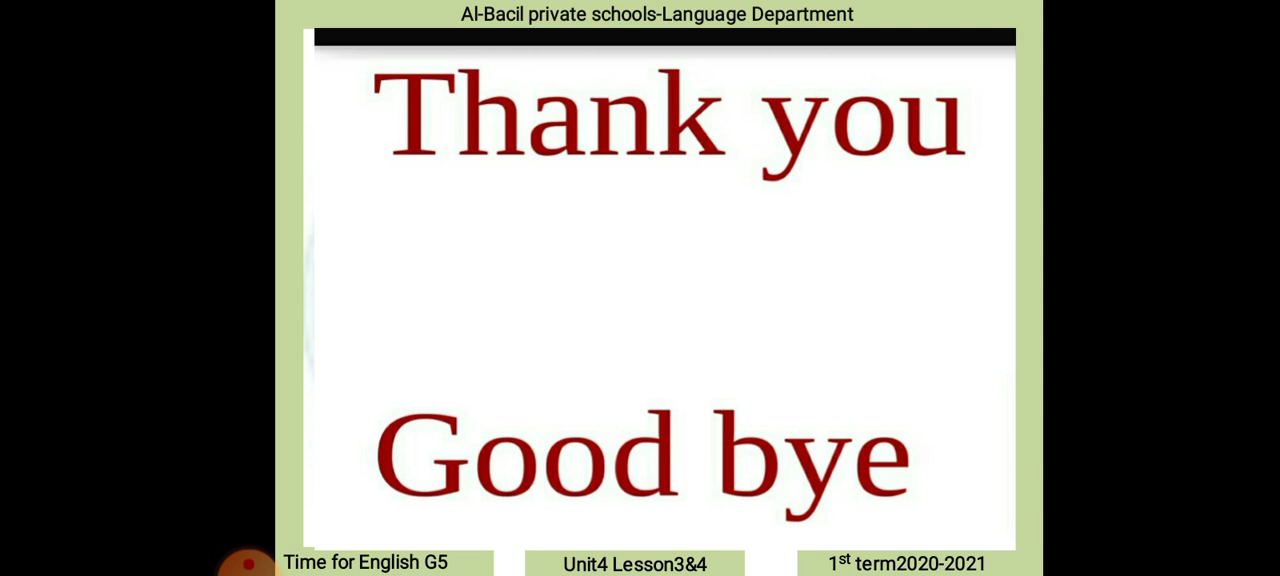 Al-Bacil private schools-Language Department
Thank you
Good bye
Time for English G5
Unit4 Lesson3&4
1st term2020-2021